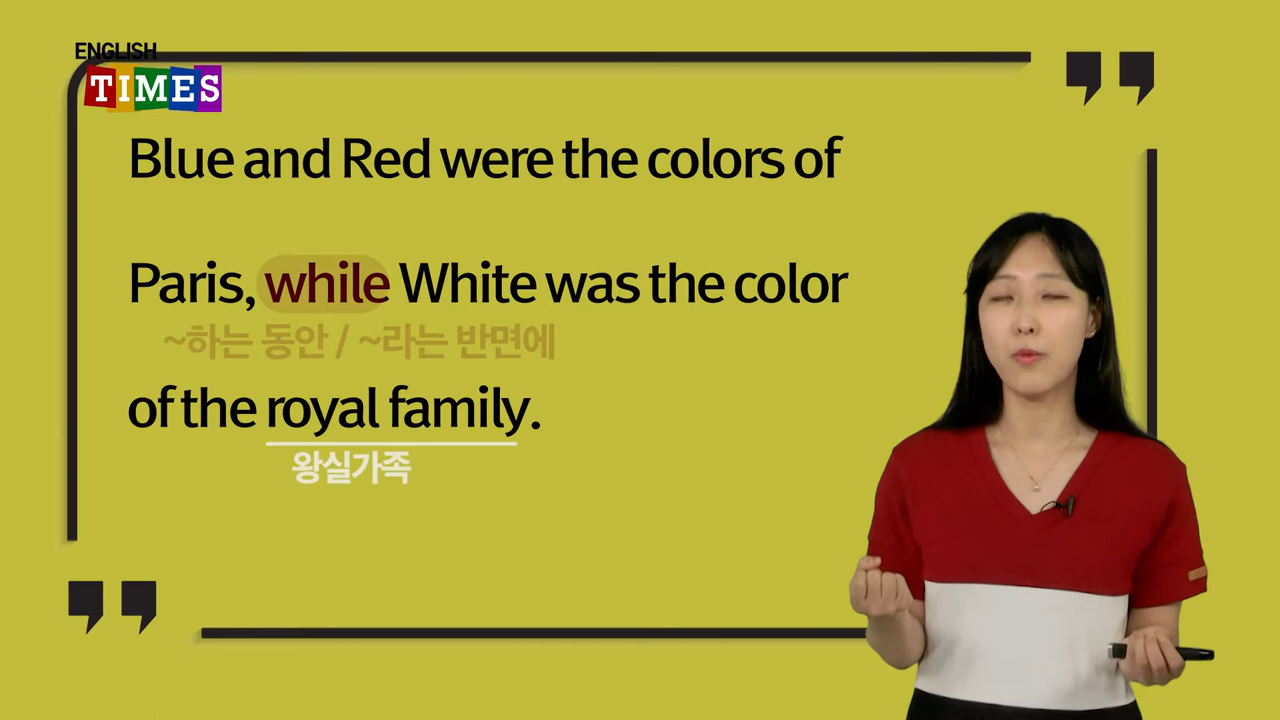 ENGLISH
TIMES
Blue and Red were the colors of
Paris, while White was the color
~하는 동안 / ~라는 반면에
of the royal family.
왕실가족